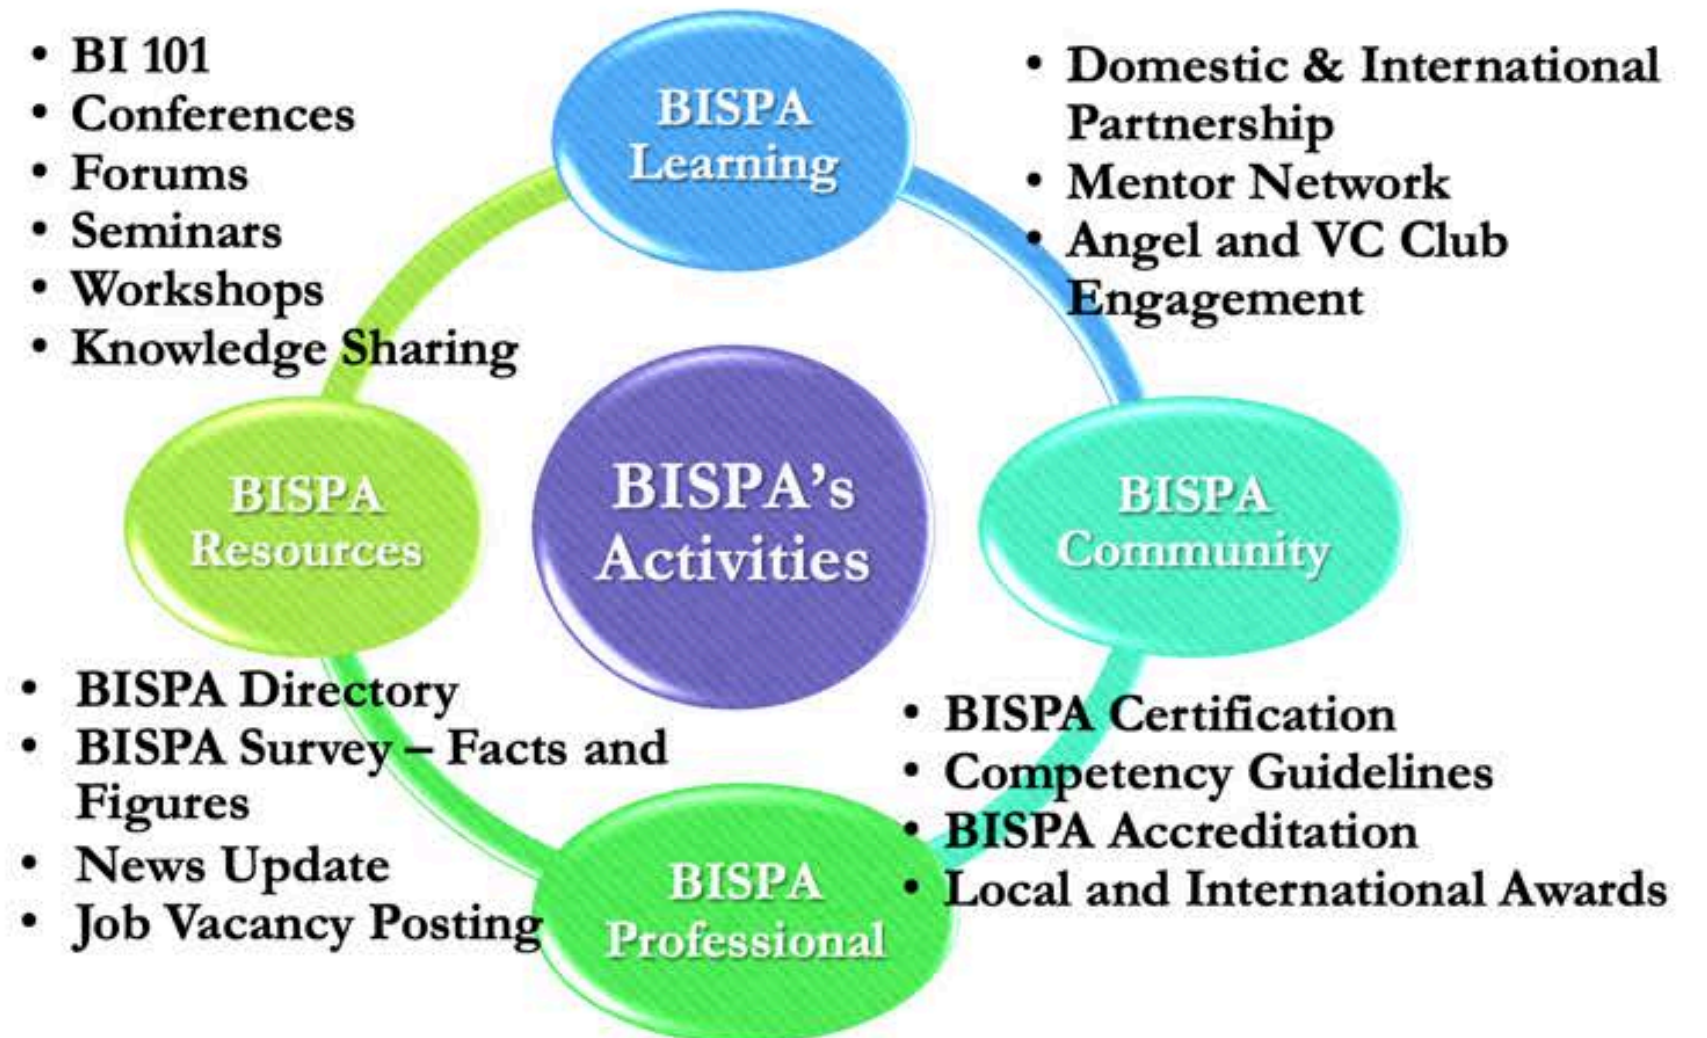 • BI 101
• Conferences
• Forums
• Seminars
• Workshops
• Knowledge Sharing
BISPA
Learning
• Domestic & International
Partnership
• Mentor Network
• Angel and VC Club
Engagement
BISPA
Resources
BISPA's
Activities
BISPA
Community
• BISPA Directory
• BISPA Survey – Facts and
Figures
• News Update
• Job Vacancy Posting
BISPA
Professional
• BISPA Certification
• Competency Guidelines
• BISPA Accreditation
• Local and International Awards